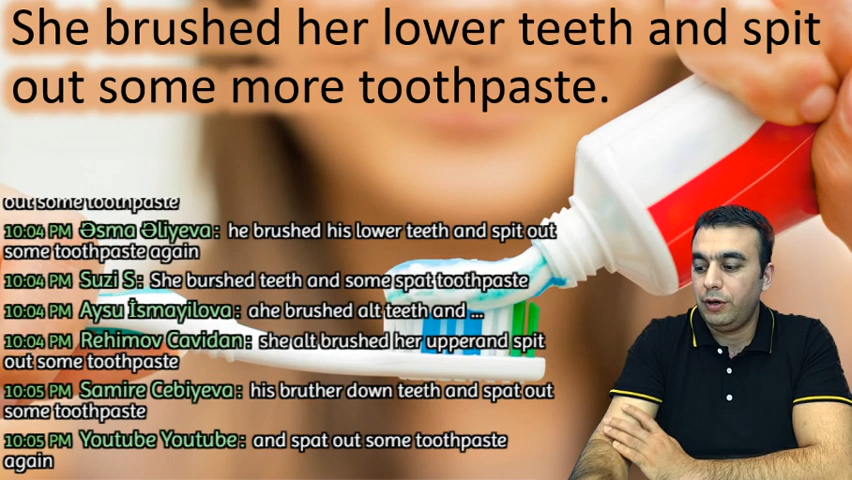 She brushed her lower teeth and spit
out some more toothpaste.
out some toothpaste
10:04 PM Əsma Əliyeva: he brushed his lower teeth and spit out
some toothpaste again
10:04 PM Suzi S: She burshed teeth and some spat toothpaste
10:04 PM Aysu İsmayilova: ahe brushed alt teeth and ...
10:04 PM Rehimov Cavidan: she alt brushed her upperand spit
out some toothpaste
10:05 PM Samire Cebiyeva: his bruther down teeth and spat out
some toothpaste
10:05 PM Youtube Youtube: and spat out some toothpaste
again